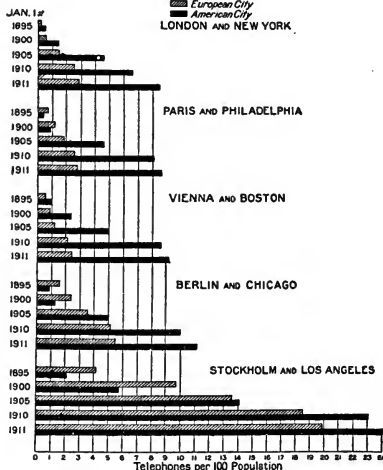 European City
American City
JAN. 1st
LONDON AND NEW YORK
1895
1900
1905
1910
1911
PARIS AND PHILADELPHIA
1895
1900
1905
1910
1911
VIENNA AND BOSTON
1895
1900
1905
1910
1911
BERLIN AND CHICAGO
1895
1900
1905
1910
1911
STOCKHOLM AND LOS ANGELES
1895
1900
1905
1910
1911
0 1 2 3 4 5 6 7 8 9 10 11 12 13 14 15 16 17 18 19 20 21 22 23 24
Telephones per 100 Population